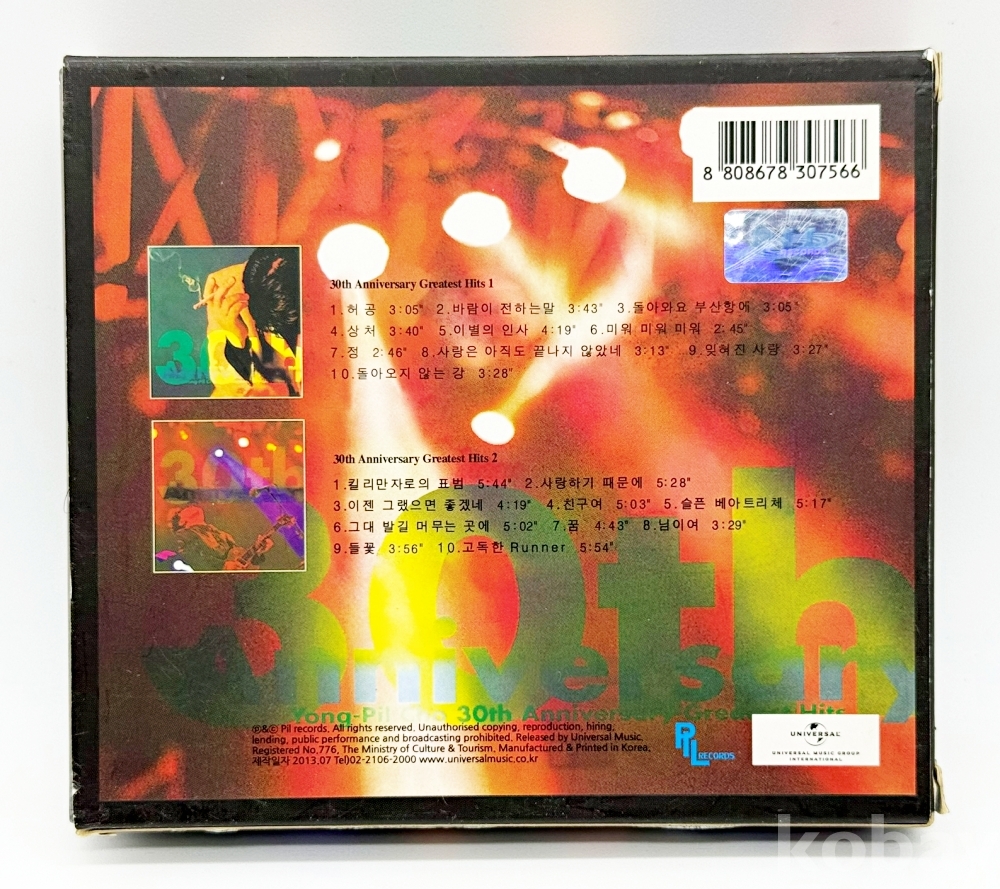 8 808678 307566
30th Anniversary Greatest Hits 1
1.허 공 3:05" 2.바람이 전하는말 3:43" 3.돌아와요 부산항에 3:05"
4.상 처 3:40" 5.이별의 인사 4:19" 6.미워 미워 미워 2:45"
7.정 2:46" 8.사랑은 아직도 끝나지 않았네 3:13" 9.잊혀진 사랑 3:27"
10.돌아오지 않는 강 3:28"
30th
30th Anniversary Greatest Hits 2
1.킬리만자로의 표범 5:44" 2.사랑하기 때문에 5:28"
3.이젠 그랬으면 좋겠네 4:19" 4.친구여 5:03" 5.슬픈 베아트리체 5:17"
6.그대 발길 머무는 곳에 5:02" 7.꿈 4:43" 8.님이여 3:29"
9.들꽃 3:56" 10.고독한 Runner 5:54"
30th
Anniversary
Yong-Pil 30th Anniversary Greatest Hits
℗&© Pil records. All rights reserved. Unauthorised copying, reproduction, hiring,
lending, public performance and broadcasting prohibited. Released by Universal Music.
Registered No,776, The Ministry of Culture & Tourism. Manufactured & Printed in Korea.
제작일자 2013.07 Tel)02-2106-2000 www.universalmusic.co.kr
PIL RECORDS
UNIVERSAL
UNIVERSAL MUSIC GROUP
INTERNATIONAL
kobay